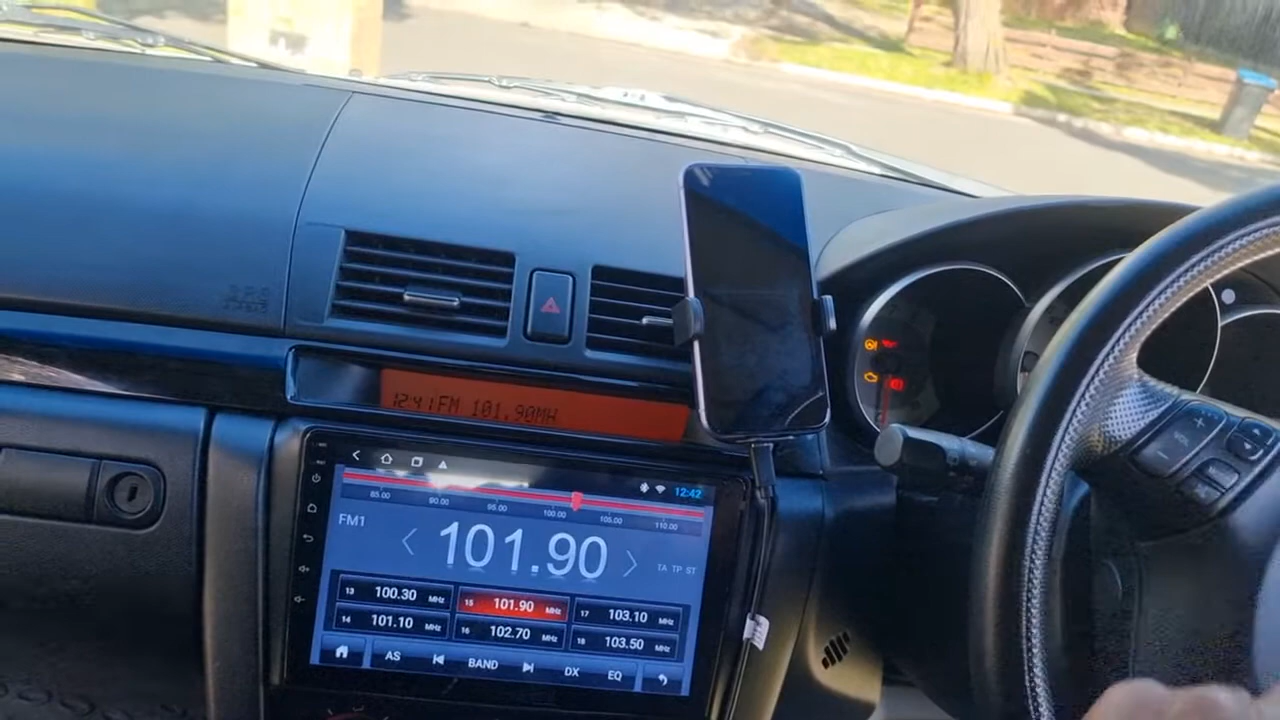 12:41 FM 101.90MH
12:42
85.00 90.00 95.00 100.00 105.00 110.00
FM1
101.90
TA TP ST
13 100.30 MHz
15 101.90 MHz
17 103.10 MHz
14 101.10 MHz
16 102.70 MHz
18 103.50 MHz
AS
BAND
DX
EQ
VOL
+
-